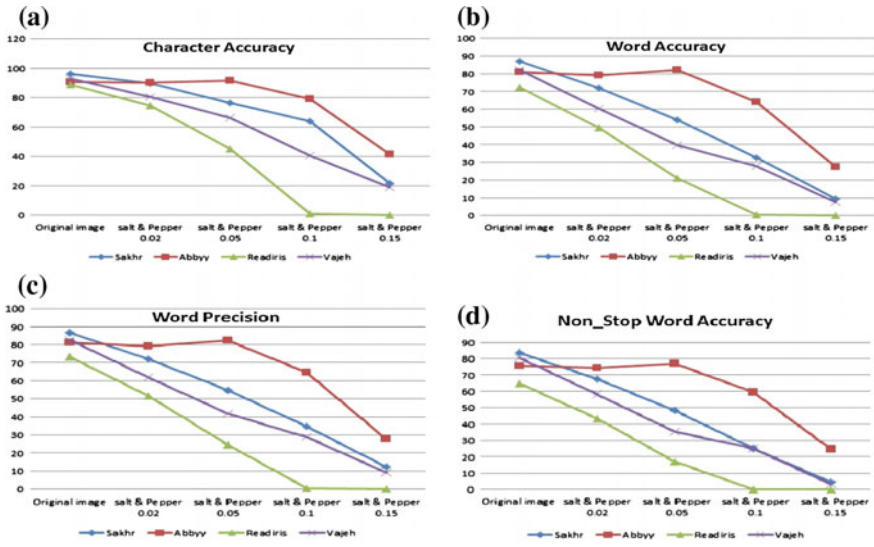 (a)
Character Accuracy
120
100
80
60
40
20
0
Original image salt & Pepper salt & Pepper salt & Pepper salt & Pepper
0.02 0.05 0.1 0.15
Sakhr Abbyy Readiris Vajeh
(b)
Word Accuracy
100
90
80
70
60
50
40
30
20
10
0
Original image salt & Pepper salt & Pepper salt & Pepper salt & Pepper
0.02 0.05 0.1 0.15
Sakhr Abbyy Readiris Vajeh
(c)
Word Precision
100
90
80
70
60
50
40
30
20
10
0
Original image salt & Pepper salt & Pepper salt & Pepper salt & Pepper
0.02 0.05 0.1 0.15
Sakhr Abbyy Readiris Vajeh
(d)
Non_Stop Word Accuracy
90
80
70
60
50
40
30
20
10
0
Original image salt & Pepper salt & Pepper salt & Pepper salt & Pepper
0.02 0.05 0.1 0.15
Sakhr Abbyy Readiris Vajeh